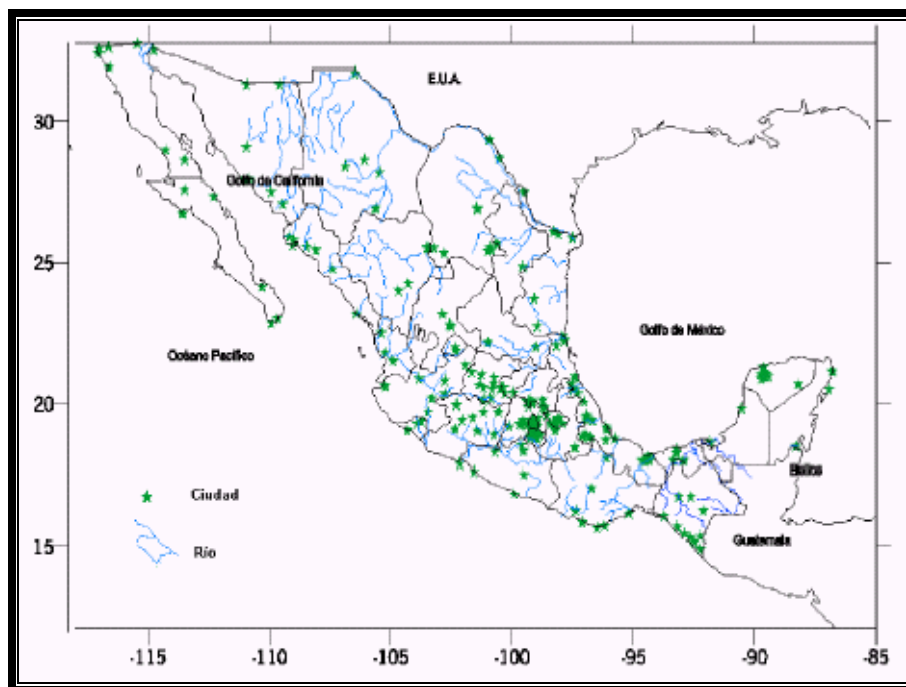 E.U.A.
30
Golfo de California
25
Golfo de México
Océano Pacífico
20
Belice
Ciudad
Guatemala
Río
15
-115
-110
-105
-100
-95
-90
-85